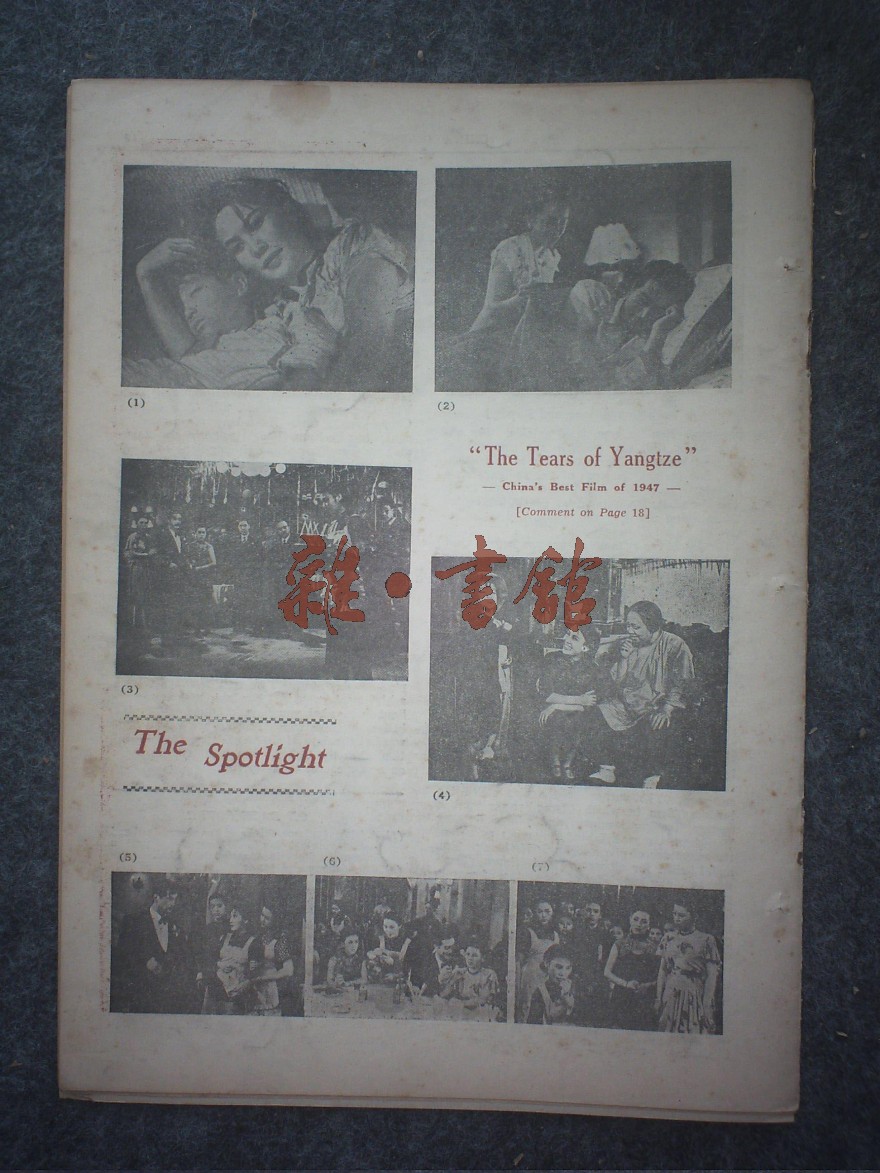 (1)
(2)
“The Tears of Yangtze”
— China's Best Film of 1947 —
[Comment on Page 18]
雜·書館
(3)
The Spotlight
(4)
(5)
(6)
(7)